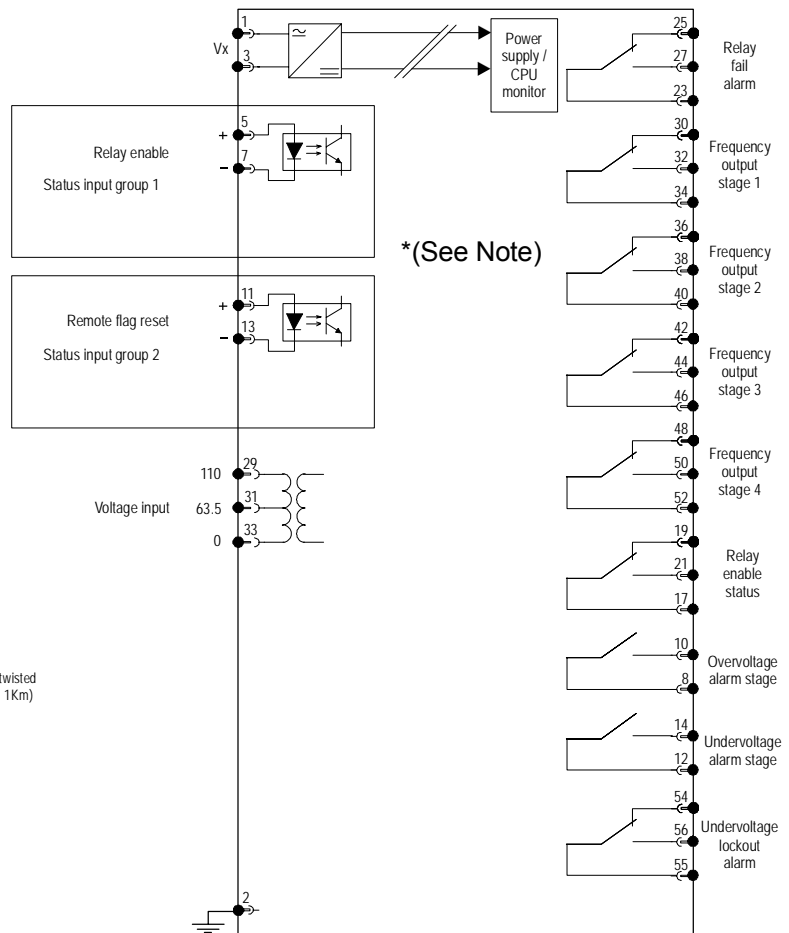 1
Vx
3
Power
supply /
CPU
monitor
5
+
Relay enable
7
–
Status input group 1
*(See Note)
11
+
Remote flag reset
13
–
Status input group 2
29
110
31
Voltage input 63.5
33
0
twisted
1Km)
2
25
27
23
Relay
fail
alarm
30
32
34
Frequency
output
stage 1
36
38
40
Frequency
output
stage 2
42
44
46
Frequency
output
stage 3
48
50
52
Frequency
output
stage 4
19
21
17
Relay
enable
status
10
8
Overvoltage
alarm stage
14
12
Undervoltage
alarm stage
54
56
55
Undervoltage
lockout
alarm